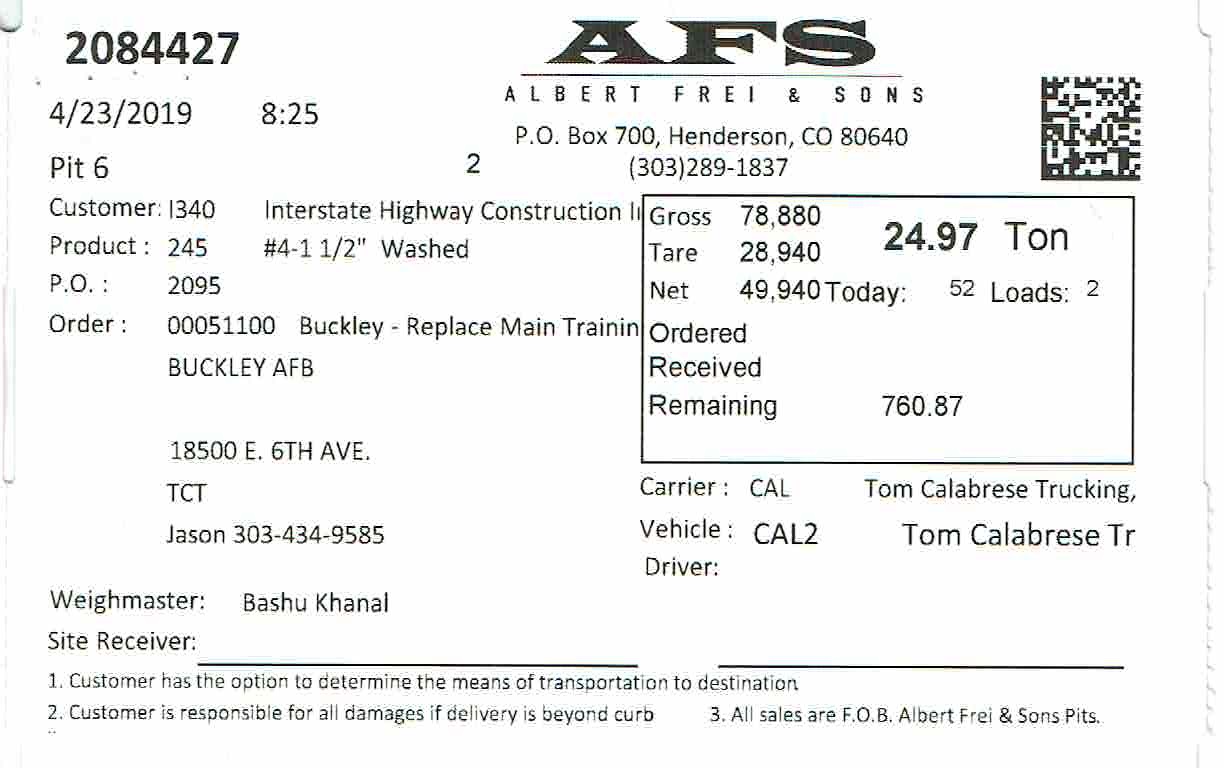 2084427
AFS
ALBERT FREI & SONS
4/23/2019 8:25
P.O. Box 700, Henderson, CO 80640
Pit 6 2 (303)289-1837
Customer: I340 Interstate Highway Construction I
Gross 78,880 24.97 Ton
Product : 245 #4-1 1/2" Washed
Tare 28,940
P.O. : 2095
Net 49,940 Today: 52 Loads: 2
Order : 00051100 Buckley - Replace Main Trainin
Ordered
BUCKLEY AFB
Received
Remaining 760.87
18500 E. 6TH AVE.
TCT
Carrier : CAL Tom Calabrese Trucking,
Jason 303-434-9585
Vehicle : CAL2 Tom Calabrese Tr
Driver:
Weighmaster: Bashu Khanal
Site Receiver:
1. Customer has the option to determine the means of transportation to destination
2. Customer is responsible for all damages if delivery is beyond curb 3. All sales are F.O.B. Albert Frei & Sons Pits.